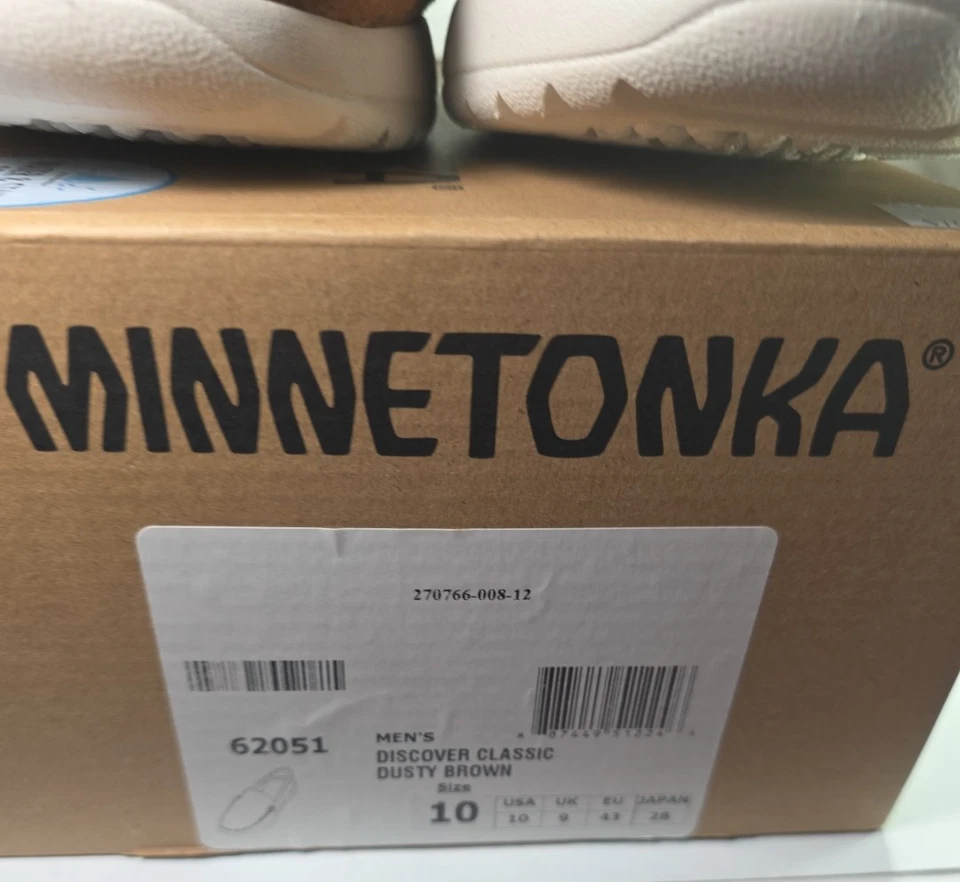 MINNETONKA®
270766-008-12
62051
MEN'S
DISCOVER CLASSIC
DUSTY BROWN
Size
10
USA UK EU JAPAN
10 9 43 28